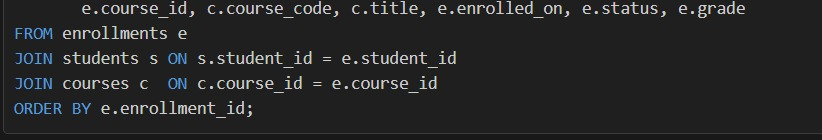 e.course_id, c.course_code, c.title, e.enrolled_on, e.status, e.grade
FROM enrollments e
JOIN students s ON s.student_id = e.student_id
JOIN courses c  ON c.course_id = e.course_id
ORDER BY e.enrollment_id;